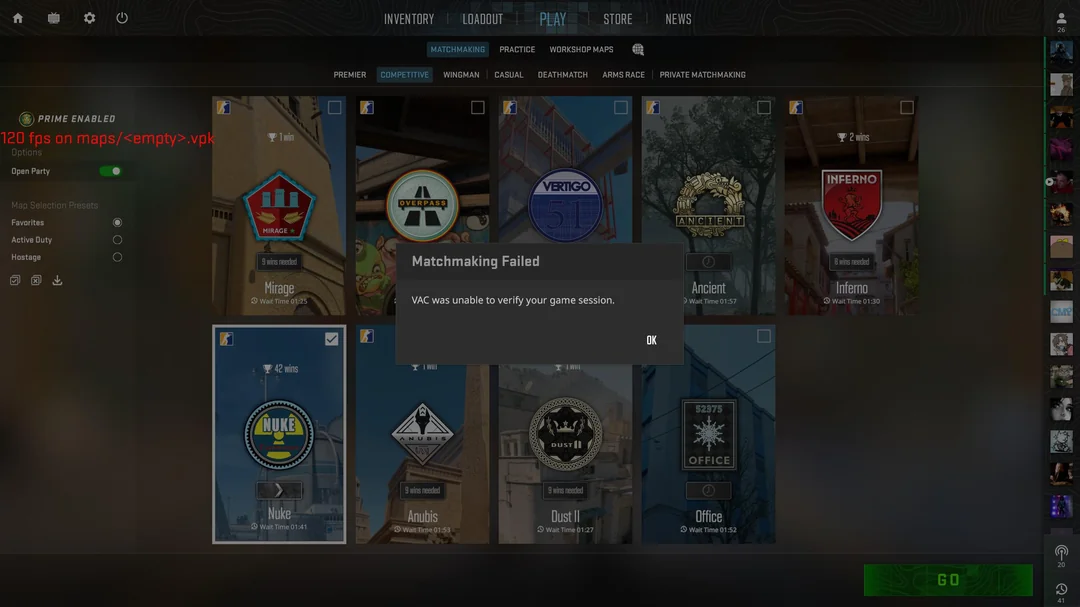 INVENTORY LOADOUT PLAY STORE NEWS
26
MATCHMAKING PRACTICE WORKSHOP MAPS
PREMIER COMPETITIVE WINGMAN CASUAL DEATHMATCH ARMS RACE PRIVATE MATCHMAKING
PRIME ENABLED
120 fps on maps/<empty>.vpk
Options
Open Party
Map Selection Presets
Favorites
Active Duty
Hostage
1 win
MIRAGE
9 wins needed
Mirage
Wait Time 01:35
OVERPASS
VERTIGO
51
ANCIENT
Ancient
Wait Time 01:57
2 wins
INFERNO
8 wins needed
Inferno
Wait Time 01:30
Matchmaking Failed
VAC was unable to verify your game session.
OK
42 wins
NUKE
Nuke
Wait Time 01:41
1 win
ANUBIS
9 wins needed
Anubis
Wait Time 01:53
1 win
DUST II
9 wins needed
Dust II
Wait Time 01:27
52375
OFFICE
Office
Wait Time 01:52
CMY
20
GO
41